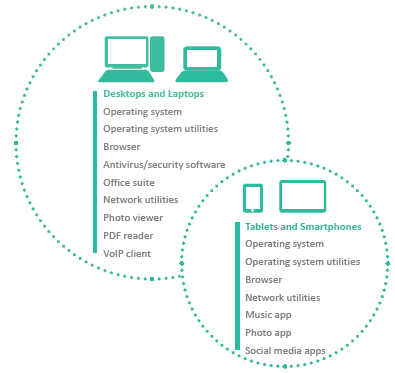 Desktops and Laptops
Operating system
Operating system utilities
Browser
Antivirus/security software
Office suite
Network utilities
Photo viewer
PDF reader
VoIP client
Tablets and Smartphones
Operating system
Operating system utilities
Browser
Network utilities
Music app
Photo app
Social media apps